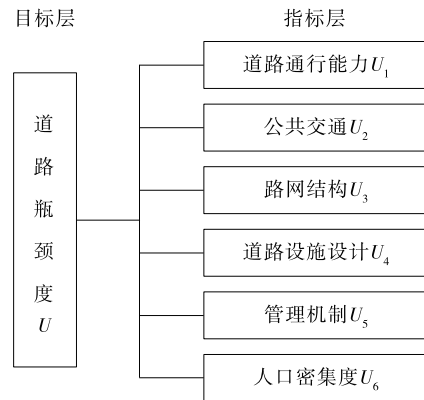 目标层 指标层
道路瓶颈度U
道路通行能力U₁
公共交通U₂
路网结构U₃
道路设施设计U₄
管理机制U₅
人口密集度U₆